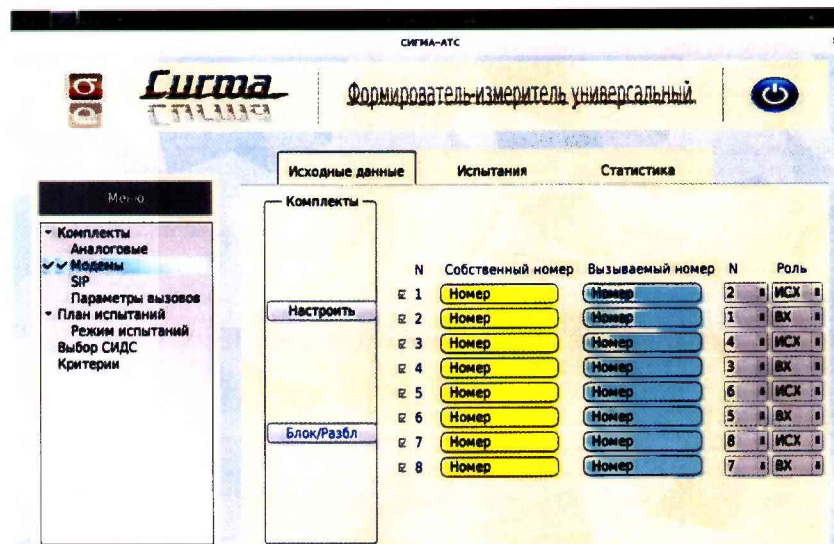 СИГМА-АТС
σ Сигма Формирователь-измеритель универсальный
Исходные данные Испытания Статистика
Меню
Комплекты
Аналоговые
Модемы
SIP
Параметры вызовов
План испытаний
Режим испытаний
Выбор СИДС
Критерии
Комплекты
Настроить
Блок/Разбл
N Собственный номер Вызываемый номер N Роль
1 Номер Номер 2 ИСХ
2 Номер Номер 1 ВХ
3 Номер Номер 4 ИСХ
4 Номер Номер 3 ВХ
5 Номер Номер 6 ИСХ
6 Номер Номер 5 ВХ
7 Номер Номер 8 ИСХ
8 Номер Номер 7 ВХ